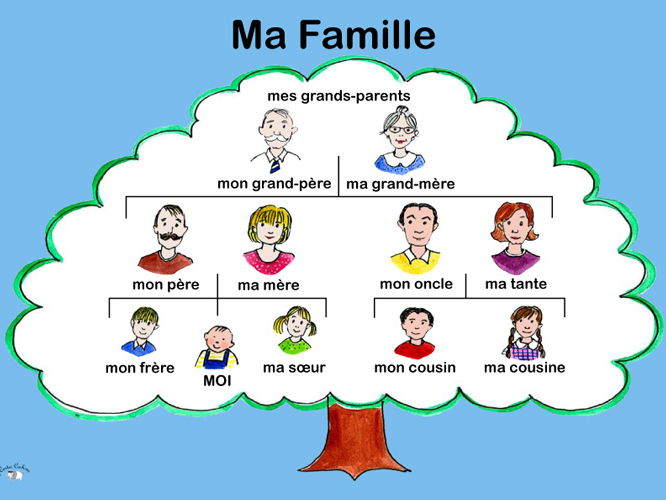 Ma Famille
mes grands-parents
mon grand-père
ma grand-mère
mon père
ma mère
mon oncle
ma tante
mon frère
MOI
ma sœur
mon cousin
ma cousine